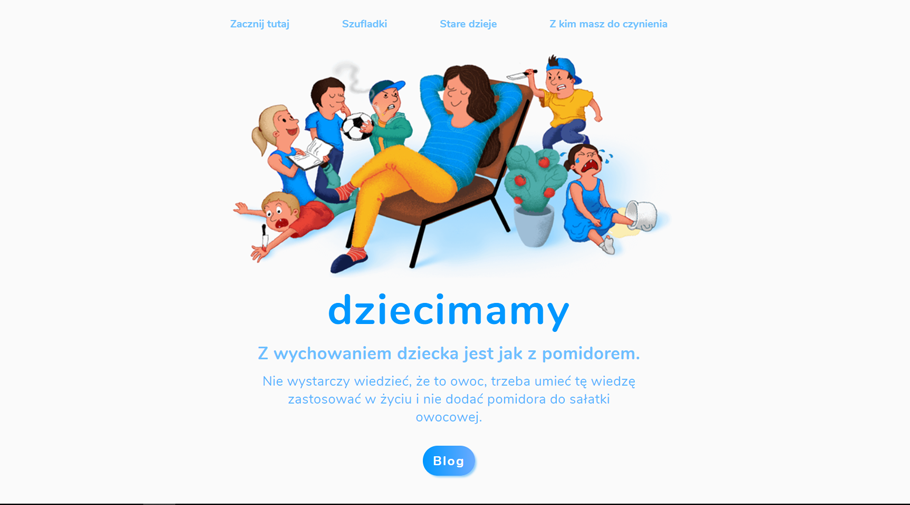 Zacznij tutaj
Szufladki
Stare dzieje
Z kim masz do czynienia
dziecimamy
Z wychowaniem dziecka jest jak z pomidorem.
Nie wystarczy wiedzieć, że to owoc, trzeba umieć tę wiedzę
zastosować w życiu i nie dodać pomidora do sałatki
owocowej.
Blog